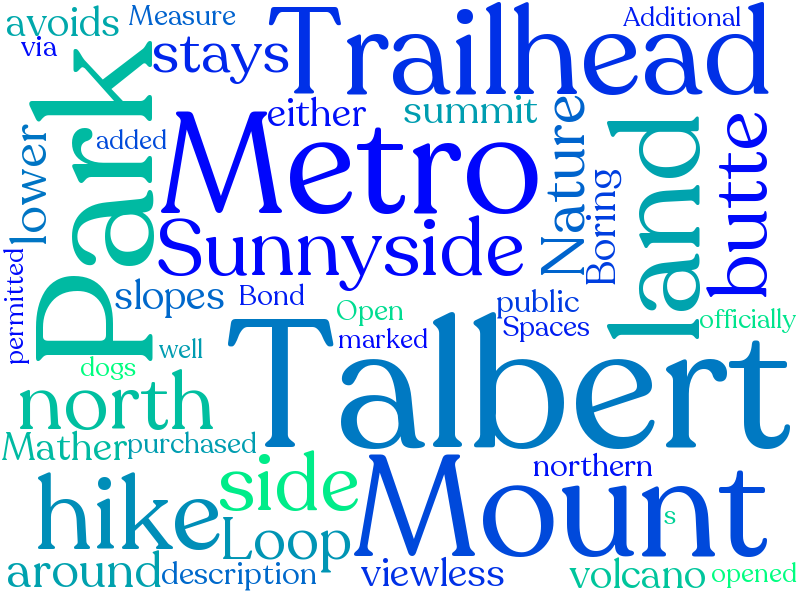 avoids
Measure
Additional
via
stays
Trailhead
Park
lower
added
either
summit
Nature
Metro
Boring
land
butte
Sunnyside
permitted
slopes
Bond
Open
public
officially
marked
Spaces
well
dogs
Talbert
north
Mather
purchased
side
northern
Mount
hike
Loop
s
around
description
viewless
volcano
opened